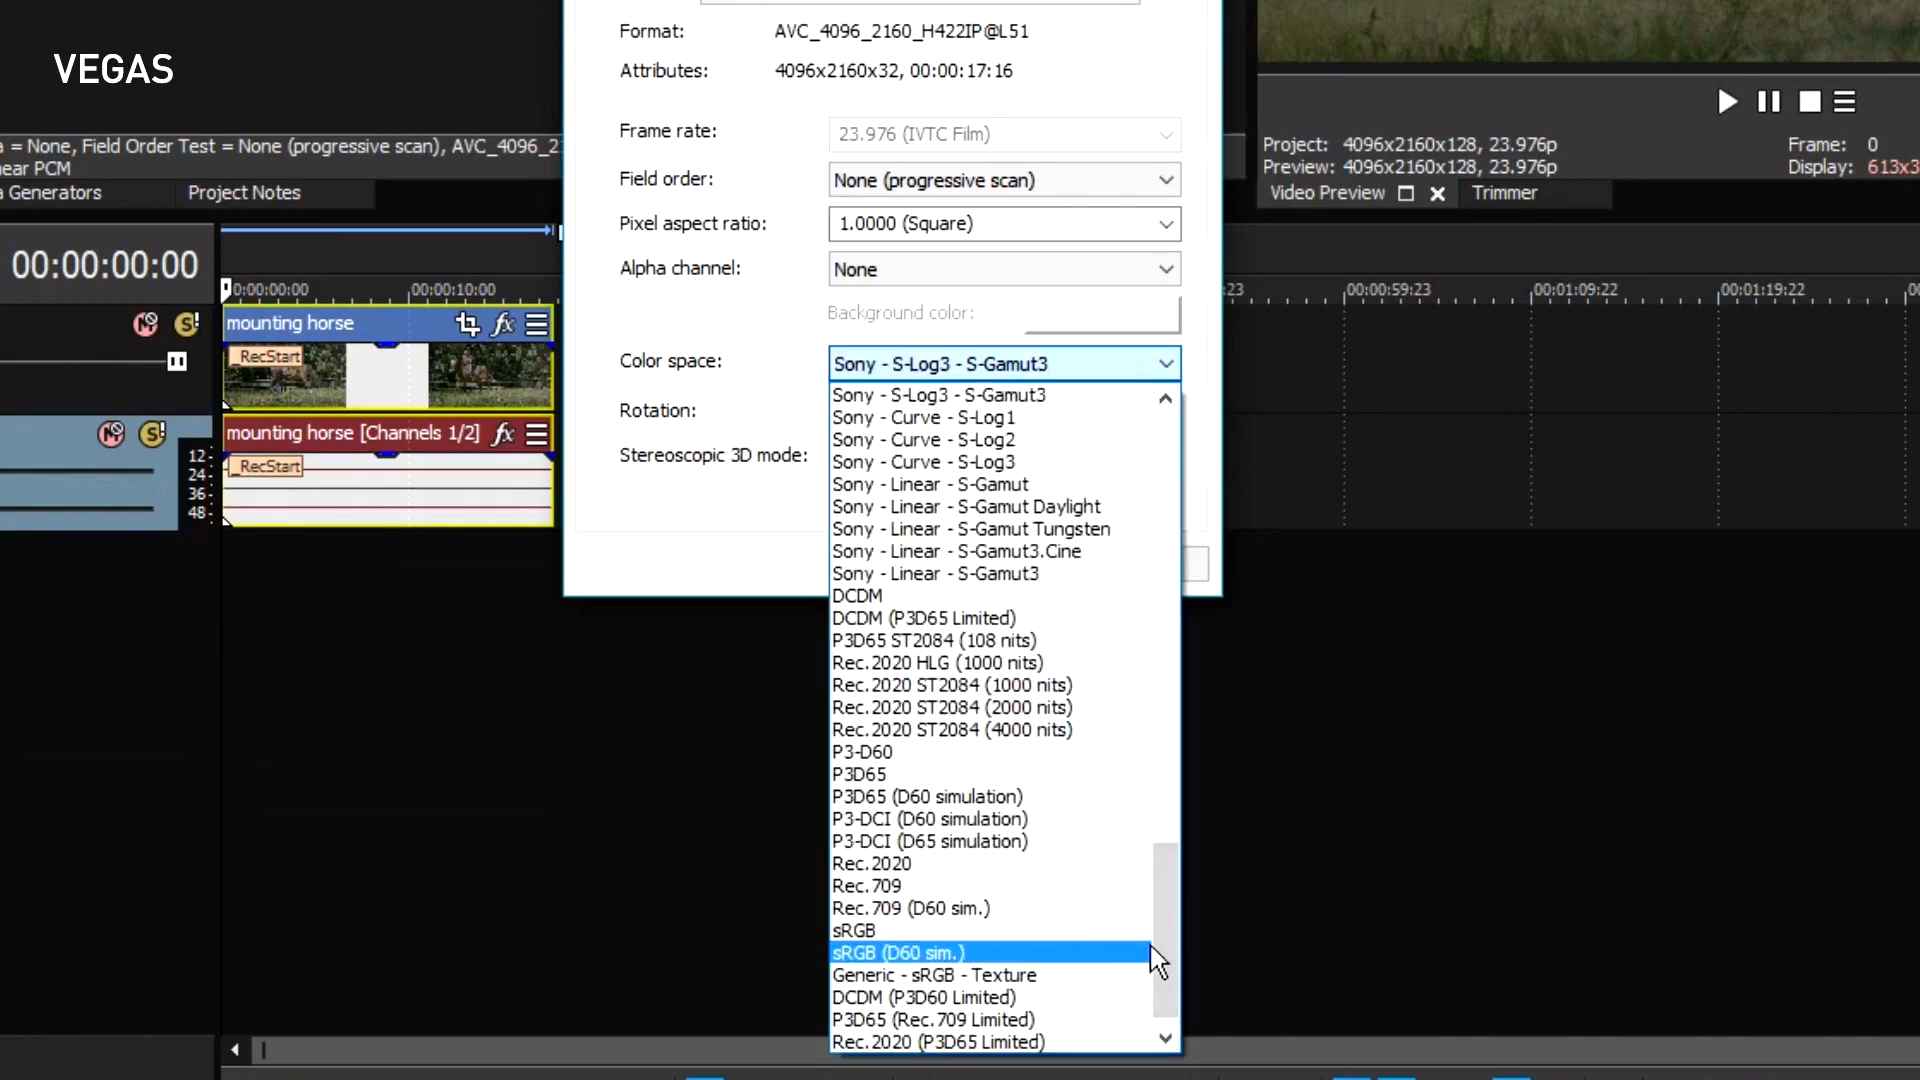 VEGAS
Format: AVC_4096_2160_H422IP@L51
Attributes: 4096x2160x32, 00:00:17:16
Frame rate: 23.976 (IVTC Film)
Field order: None (progressive scan)
Pixel aspect ratio: 1.0000 (Square)
Alpha channel: None
Background color:
Color space: Sony - S-Log3 - S-Gamut3
Rotation:
Stereoscopic 3D mode:
Sony - S-Log3 - S-Gamut3
Sony - Curve - S-Log1
Sony - Curve - S-Log2
Sony - Curve - S-Log3
Sony - Linear - S-Gamut
Sony - Linear - S-Gamut Daylight
Sony - Linear - S-Gamut Tungsten
Sony - Linear - S-Gamut3.Cine
Sony - Linear - S-Gamut3
DCDM
DCDM (P3D65 Limited)
P3D65 ST2084 (108 nits)
Rec.2020 HLG (1000 nits)
Rec.2020 ST2084 (1000 nits)
Rec.2020 ST2084 (2000 nits)
Rec.2020 ST2084 (4000 nits)
P3-D60
P3D65
P3D65 (D60 simulation)
P3-DCI (D60 simulation)
P3-DCI (D65 simulation)
Rec.2020
Rec.709
Rec.709 (D60 sim.)
sRGB
sRGB (D60 sim.)
Generic - sRGB - Texture
DCDM (P3D60 Limited)
P3D65 (Rec.709 Limited)
Rec.2020 (P3D65 Limited)
= None, Field Order Test = None (progressive scan), AVC_4096_2
near PCM
Generators Project Notes
00:00:00:00
0:00:00:00 00:00:10:00 :23 00:00:59:23 00:01:09:22 00:01:19:22
mounting horse fx
_RecStart
mounting horse [Channels 1/2] fx
_RecStart
12
24
36
48
Project: 4096x2160x128, 23.976p Frame: 0
Preview: 4096x2160x128, 23.976p Display: 613x3
Video Preview Trimmer